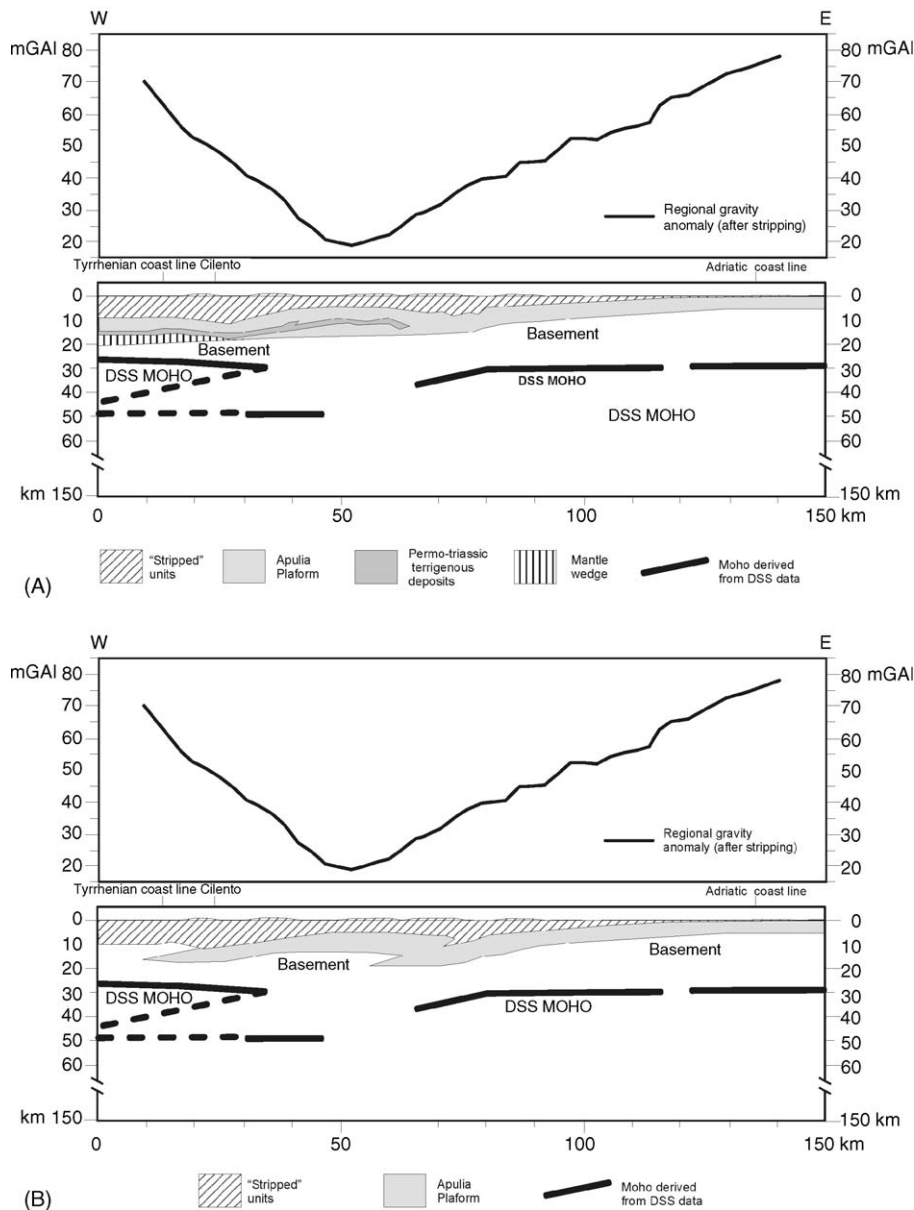 W E
mGAl mGAl
80 80
70 70
60 60
50 50
40 40
30 30
20 20
Regional gravity
anomaly (after stripping)
Tyrrhenian coast line Cilento Adriatic coast line
0 0
10 10
20 20
30 30
40 40
50 50
60 60
Basement
Basement
DSS MOHO
DSS MOHO
DSS MOHO
km 150 150 km
0 50 100 150 km
"Stripped"
units
Apulia
Plaform
Permo-triassic
terrigenous
deposits
Mantle
wedge
Moho derived
from DSS data
(A)
W E
mGAl mGAl
80 80
70 70
60 60
50 50
40 40
30 30
20 20
Regional gravity
anomaly (after stripping)
Tyrrhenian coast line Cilento Adriatic coast line
0 0
10 10
20 20
30 30
40 40
50 50
60 60
Basement
Basement
DSS MOHO
DSS MOHO
km 150 150 km
0 50 100 150 km
"Stripped"
units
Apulia
Plaform
Moho derived
from DSS data
(B)